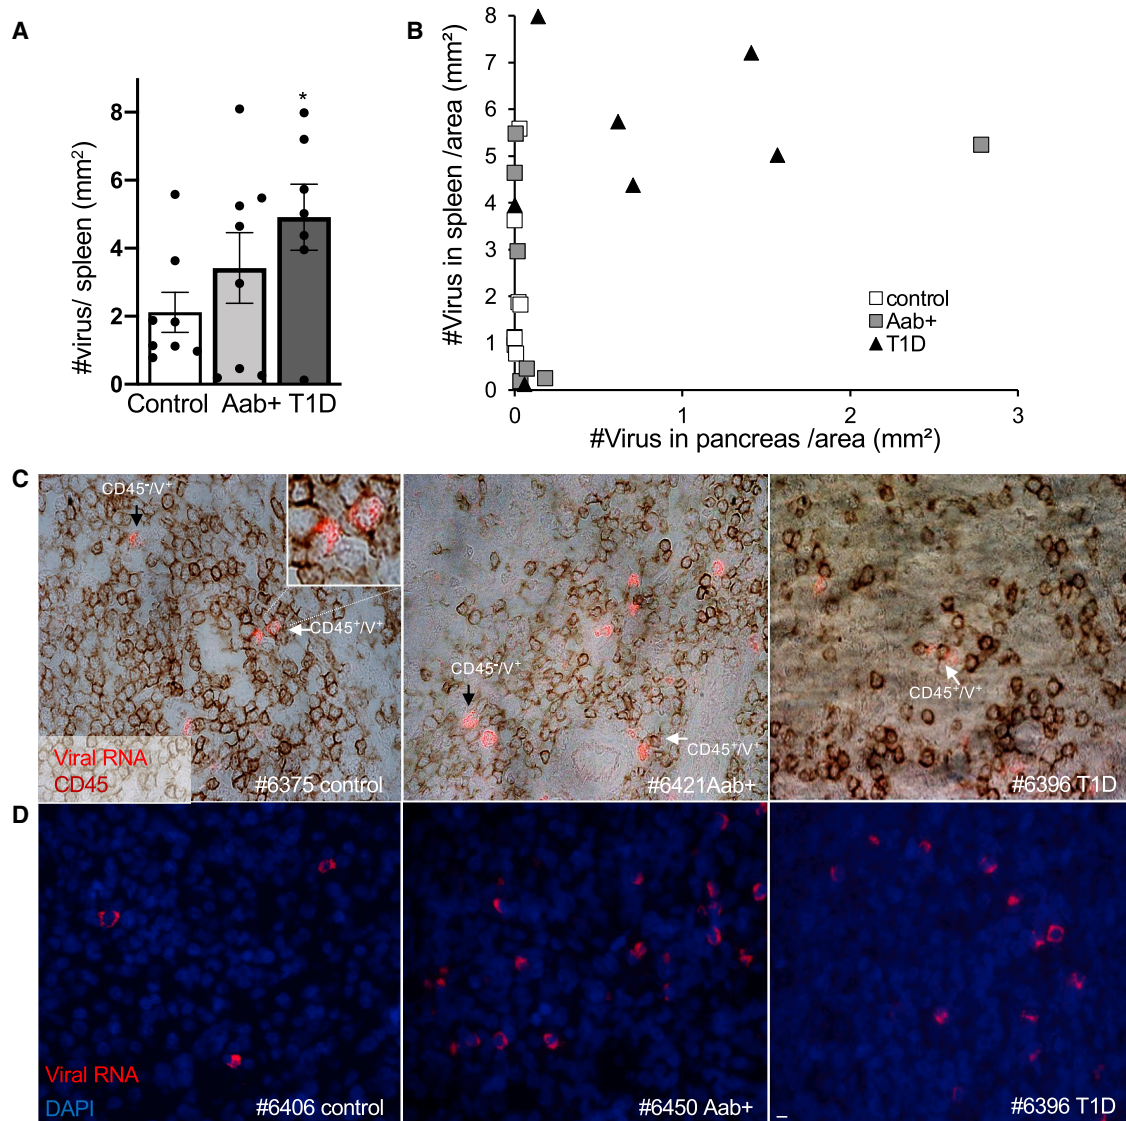 A
#virus/ spleen (mm²)
8
6
4
2
0
*
Control Aab+ T1D
B
#Virus in spleen /area (mm²)
8
7
6
5
4
3
2
1
0
control
Aab+
T1D
0 1 2 3
#Virus in pancreas /area (mm²)
C
CD45⁻/V⁺
CD45⁺/V⁺
Viral RNA
CD45
#6375 control
CD45⁻/V⁺
CD45⁺/V⁺
#6421Aab+
CD45⁺/V⁺
#6396 T1D
D
Viral RNA
DAPI
#6406 control
#6450 Aab+
#6396 T1D